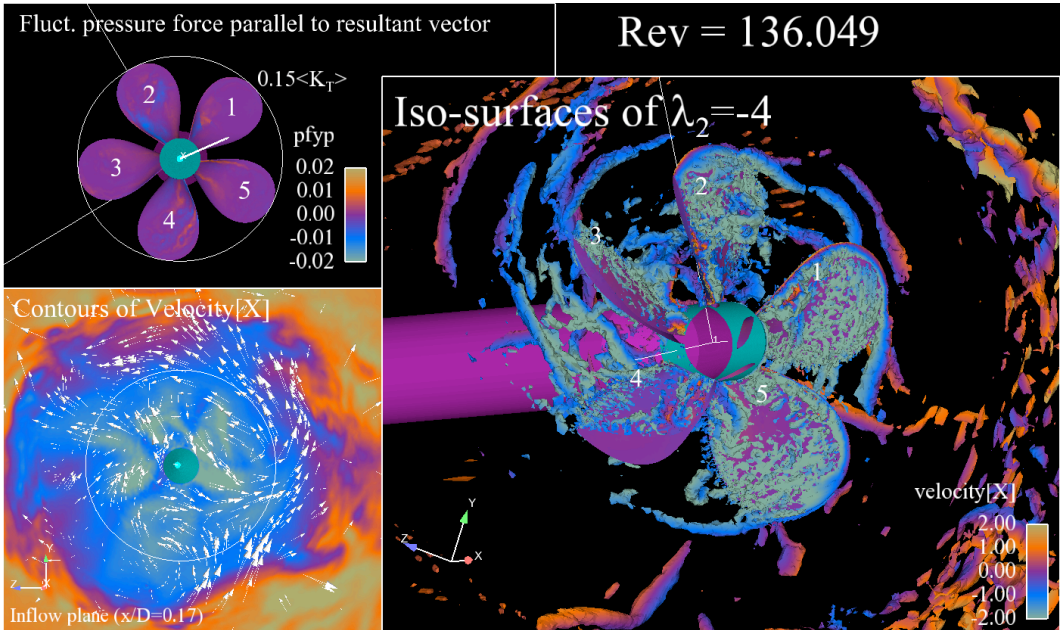 Fluct. pressure force parallel to resultant vector
Rev = 136.049
0.15<K_T>
2
1
3
5
4
pfyp
0.02
0.01
0.00
-0.01
-0.02
Iso-surfaces of λ₂=-4
2
3
1
4
5
Y
Z
X
velocity[X]
2.00
1.00
0.00
-1.00
-2.00
Contours of Velocity[X]
Y
Z
X
Inflow plane (x/D=0.17)